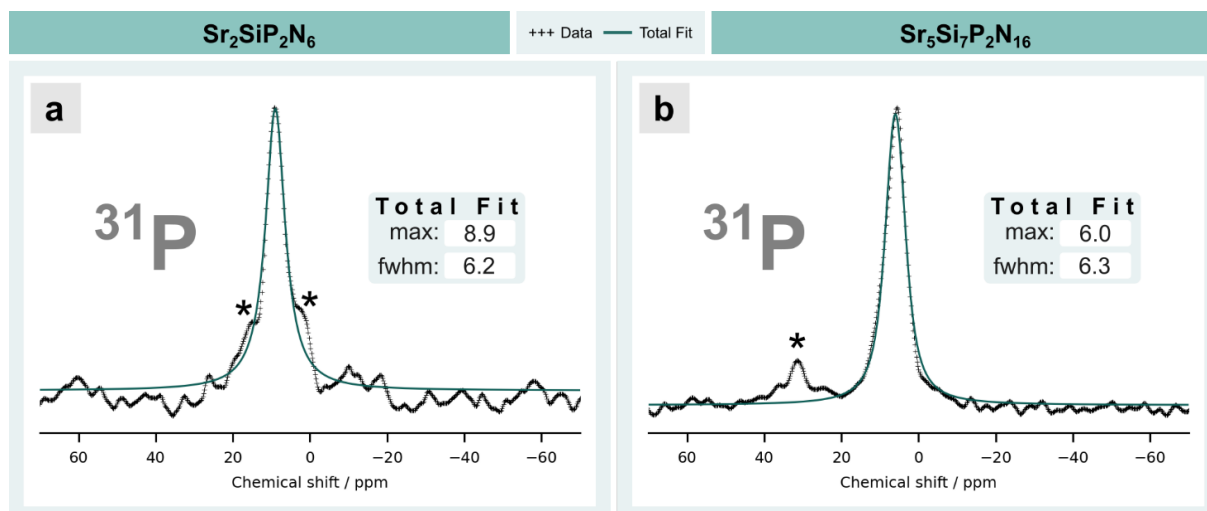 Sr₂SiP₂N₆
+++ Data — Total Fit
Sr₅Si₇P₂N₁₆
a
³¹P
Total Fit
max: 8.9
fwhm: 6.2
*
*
60 40 20 0 −20 −40 −60
Chemical shift / ppm
b
³¹P
Total Fit
max: 6.0
fwhm: 6.3
*
60 40 20 0 −20 −40 −60
Chemical shift / ppm